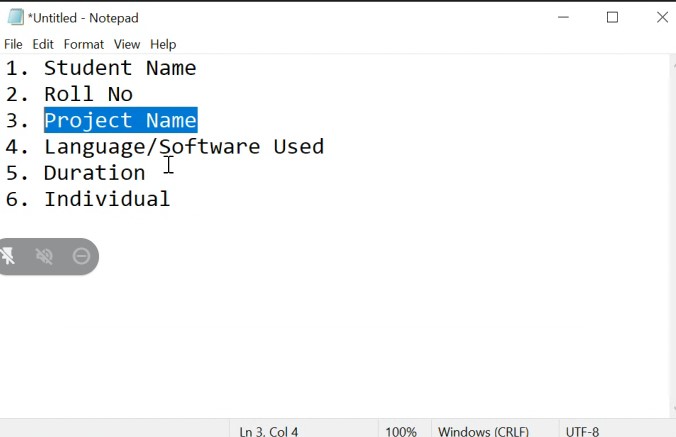 *Untitled - Notepad
File Edit Format View Help
1. Student Name
2. Roll No
3. Project Name
4. Language/Software Used
5. Duration
6. Individual
Ln 3, Col 4 100% Windows (CRLF) UTF-8